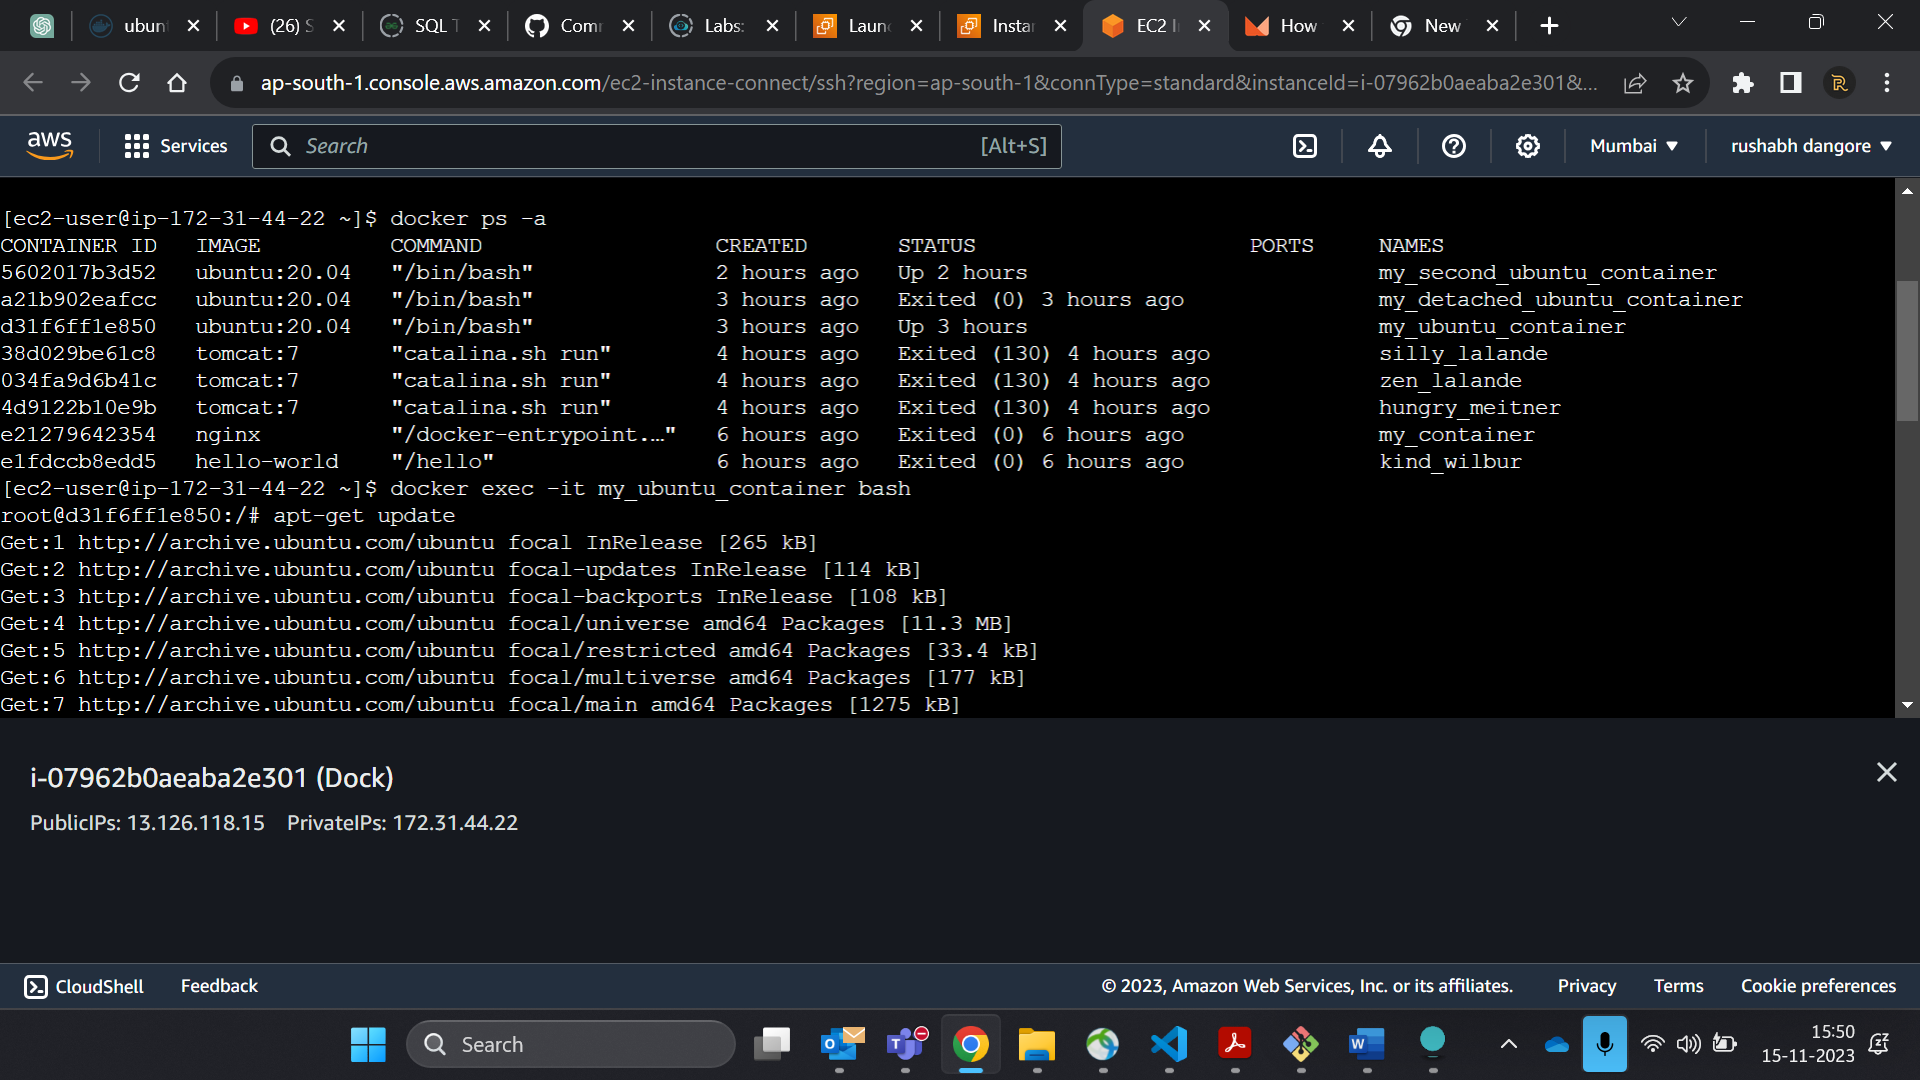 ubun
(26) S
SQL T
Com
Labs:
Laun
Instar
EC2 I
How
New
ap-south-1.console.aws.amazon.com/ec2-instance-connect/ssh?region=ap-south-1&connType=standard&instanceId=i-07962b0aeaba2e301&...
aws
Services
Search
[Alt+S]
Mumbai
rushabh dangore
[ec2-user@ip-172-31-44-22 ~]$ docker ps -a
CONTAINER ID IMAGE COMMAND CREATED STATUS PORTS NAMES
5602017b3d52 ubuntu:20.04 "/bin/bash" 2 hours ago Up 2 hours my_second_ubuntu_container
a21b902eafcc ubuntu:20.04 "/bin/bash" 3 hours ago Exited (0) 3 hours ago my_detached_ubuntu_container
d31f6ff1e850 ubuntu:20.04 "/bin/bash" 3 hours ago Up 3 hours my_ubuntu_container
38d029be61c8 tomcat:7 "catalina.sh run" 4 hours ago Exited (130) 4 hours ago silly_lalande
034fa9d6b41c tomcat:7 "catalina.sh run" 4 hours ago Exited (130) 4 hours ago zen_lalande
4d9122b10e9b tomcat:7 "catalina.sh run" 4 hours ago Exited (130) 4 hours ago hungry_meitner
e21279642354 nginx "/docker-entrypoint.…" 6 hours ago Exited (0) 6 hours ago my_container
e1fdccb8edd5 hello-world "/hello" 6 hours ago Exited (0) 6 hours ago kind_wilbur
[ec2-user@ip-172-31-44-22 ~]$ docker exec -it my_ubuntu_container bash
root@d31f6ff1e850:/# apt-get update
Get:1 http://archive.ubuntu.com/ubuntu focal InRelease [265 kB]
Get:2 http://archive.ubuntu.com/ubuntu focal-updates InRelease [114 kB]
Get:3 http://archive.ubuntu.com/ubuntu focal-backports InRelease [108 kB]
Get:4 http://archive.ubuntu.com/ubuntu focal/universe amd64 Packages [11.3 MB]
Get:5 http://archive.ubuntu.com/ubuntu focal/restricted amd64 Packages [33.4 kB]
Get:6 http://archive.ubuntu.com/ubuntu focal/multiverse amd64 Packages [177 kB]
Get:7 http://archive.ubuntu.com/ubuntu focal/main amd64 Packages [1275 kB]
i-07962b0aeaba2e301 (Dock)
PublicIPs: 13.126.118.15 PrivateIPs: 172.31.44.22
CloudShell
Feedback
© 2023, Amazon Web Services, Inc. or its affiliates.
Privacy
Terms
Cookie preferences
Search
15:50
15-11-2023